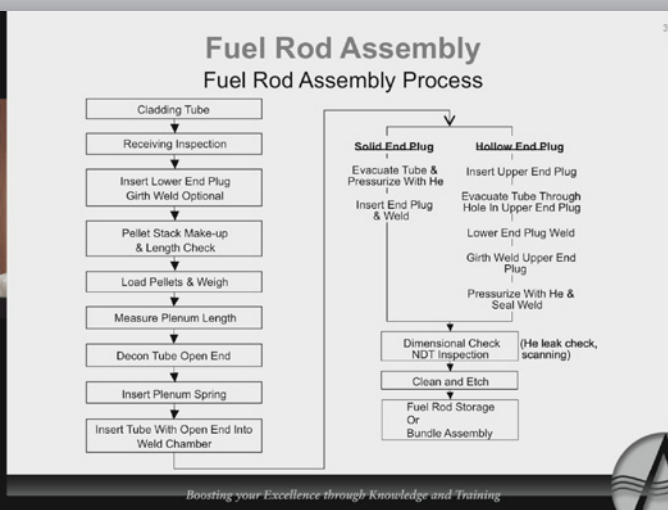 3
Fuel Rod Assembly
Fuel Rod Assembly Process
Cladding Tube
Receiving Inspection
Insert Lower End Plug
Girth Weld Optional
Pellet Stack Make-up
& Length Check
Load Pellets & Weigh
Measure Plenum Length
Decon Tube Open End
Insert Plenum Spring
Insert Tube With Open End Into
Weld Chamber
Solid End Plug
Evacuate Tube &
Pressurize With He
Insert End Plug
& Weld
Hollow End Plug
Insert Upper End Plug
Evacuate Tube Through
Hole In Upper End Plug
Lower End Plug Weld
Girth Weld Upper End
Plug
Pressurize With He &
Seal Weld
Dimensional Check
NDT Inspection
(He leak check,
scanning)
Clean and Etch
Fuel Rod Storage
Or
Bundle Assembly
Boosting your Excellence through Knowledge and Training